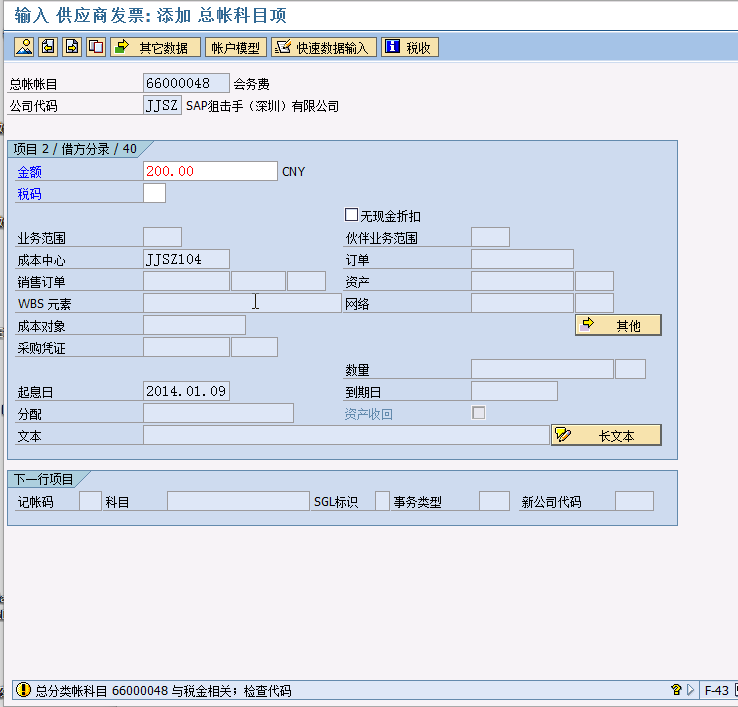 输入 供应商发票: 添加 总帐科目项
其它数据 帐户模型 快速数据输入 税收
总帐帐目 66000048 会务费
公司代码 JJSZ SAP狙击手（深圳）有限公司
项目 2 / 借方分录 / 40
金额 200.00 CNY
税码
无现金折扣
业务范围 伙伴业务范围
成本中心 JJSZ104 订单
销售订单 资产
WBS 元素 网络
成本对象 其他
采购凭证
数量
起息日 2014.01.09 到期日
分配 资产收回
文本 长文本
下一行项目
记帐码 科目 SGL标识 事务类型 新公司代码
总分类帐科目 66000048 与税金相关；检查代码 F-43